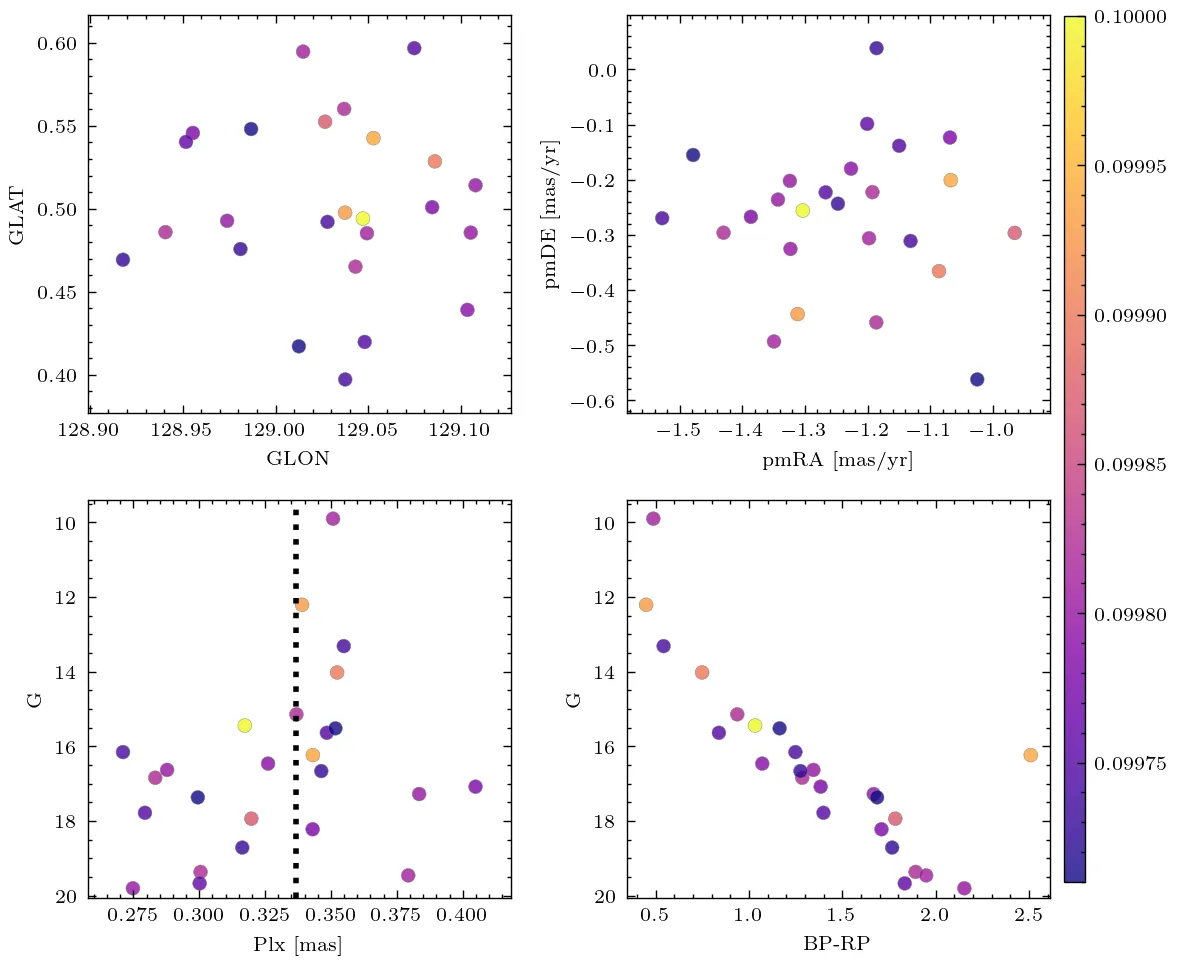 0.60
0.55
0.50
0.45
0.40
GLAT
128.90 128.95 129.00 129.05 129.10
GLON
0.0
−0.1
−0.2
−0.3
−0.4
−0.5
−0.6
pmDE [mas/yr]
−1.5 −1.4 −1.3 −1.2 −1.1 −1.0
pmRA [mas/yr]
0.10000
0.09995
0.09990
0.09985
0.09980
0.09975
10
12
14
16
18
20
G
0.275 0.300 0.325 0.350 0.375 0.400
Plx [mas]
10
12
14
16
18
20
G
0.5 1.0 1.5 2.0 2.5
BP-RP